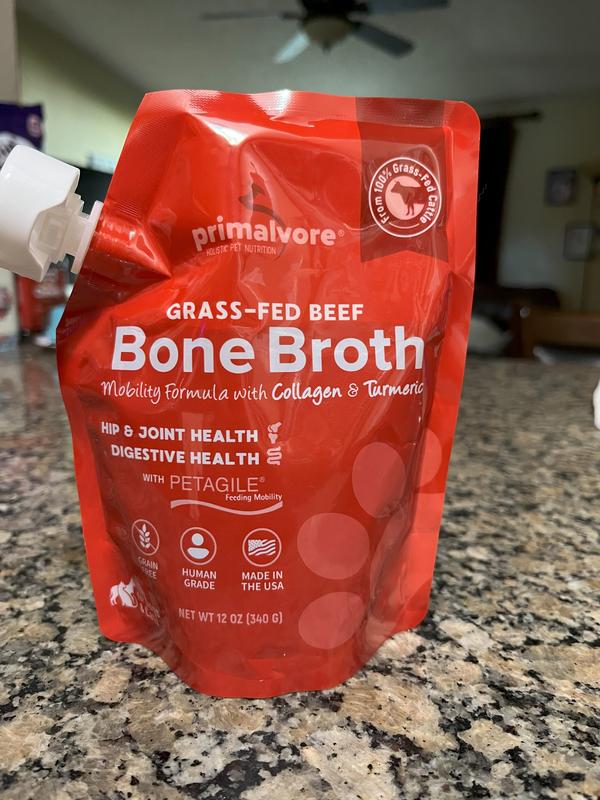 From 100% Grass-Fed Cattle
primalvore®
HOLISTIC PET NUTRITION
GRASS-FED BEEF
Bone Broth
Mobility Formula with Collagen & Turmeric
HIP & JOINT HEALTH
DIGESTIVE HEALTH
WITH PETAGILE®
Feeding Mobility
GRAIN FREE
HUMAN GRADE
MADE IN THE USA
NET WT 12 OZ (340 G)